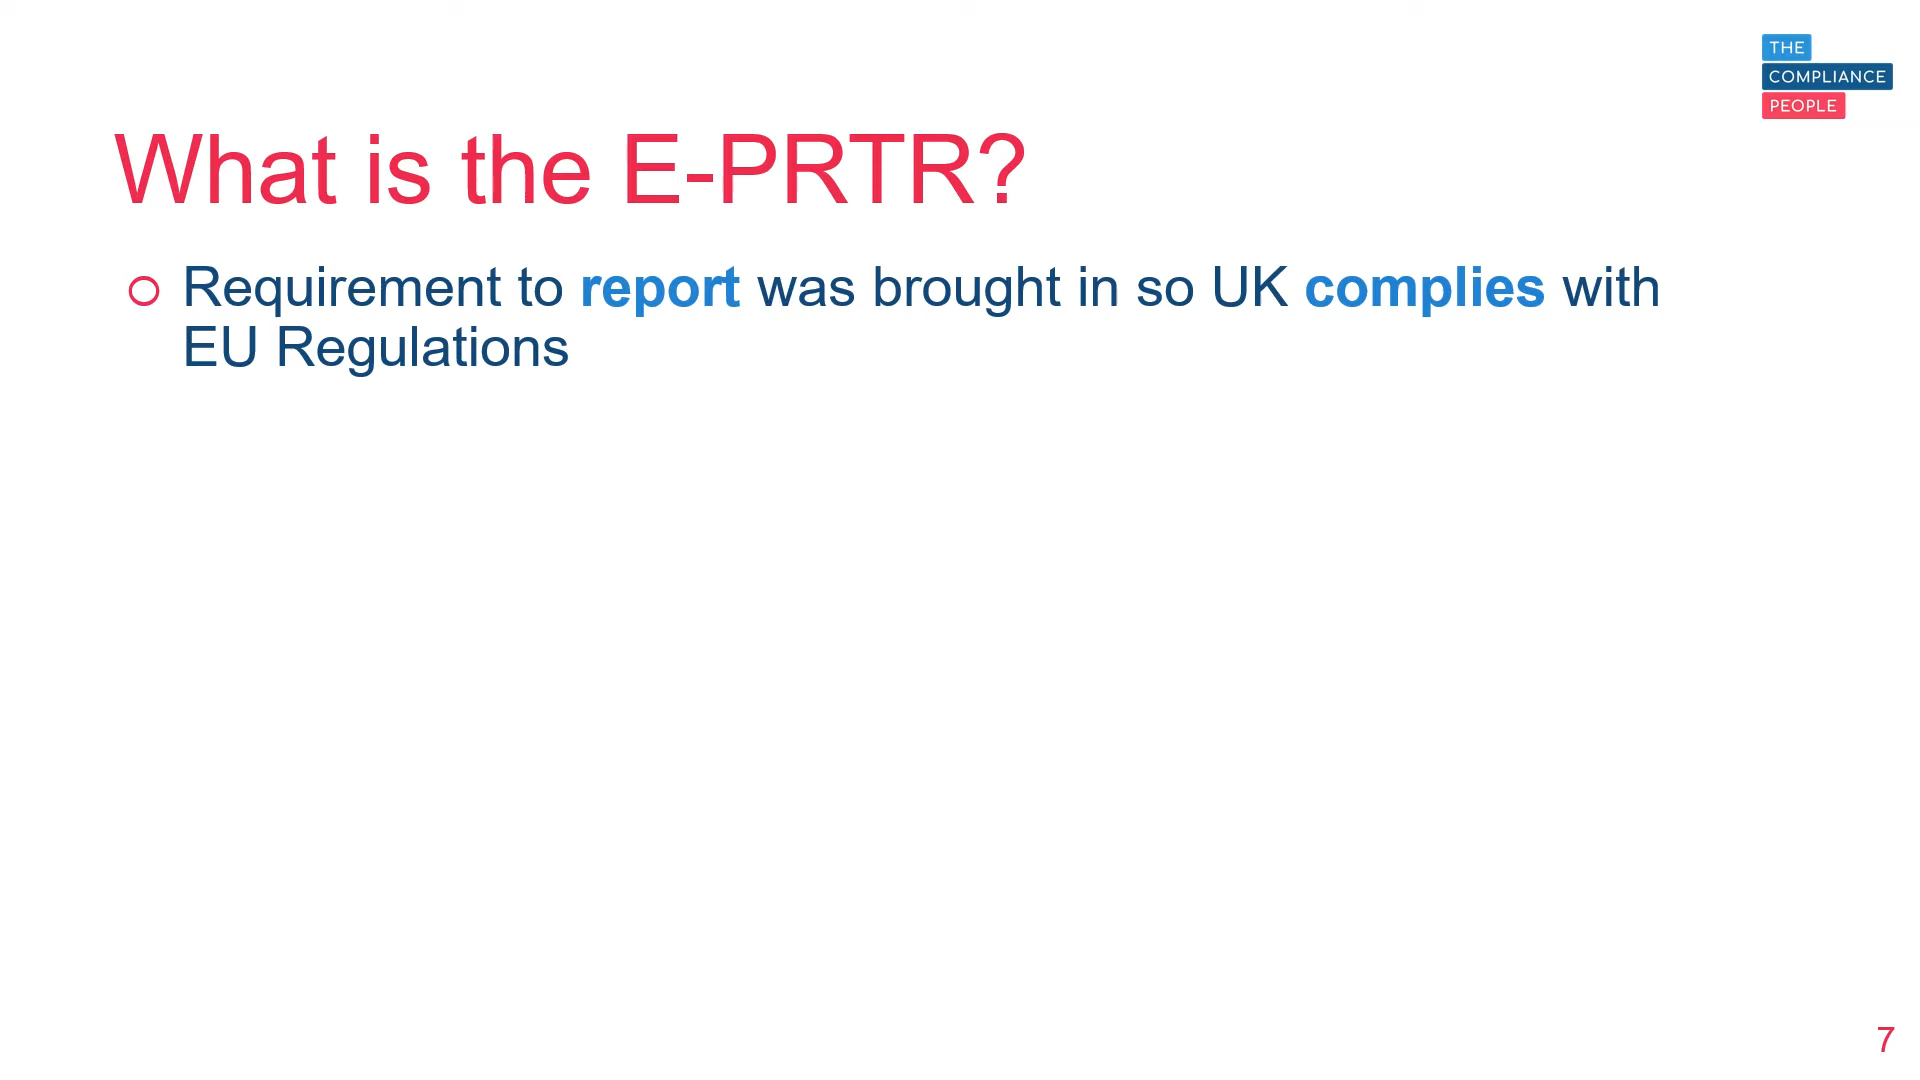 THE
COMPLIANCE
PEOPLE
What is the E-PRTR?
Requirement to report was brought in so UK complies with
EU Regulations
7